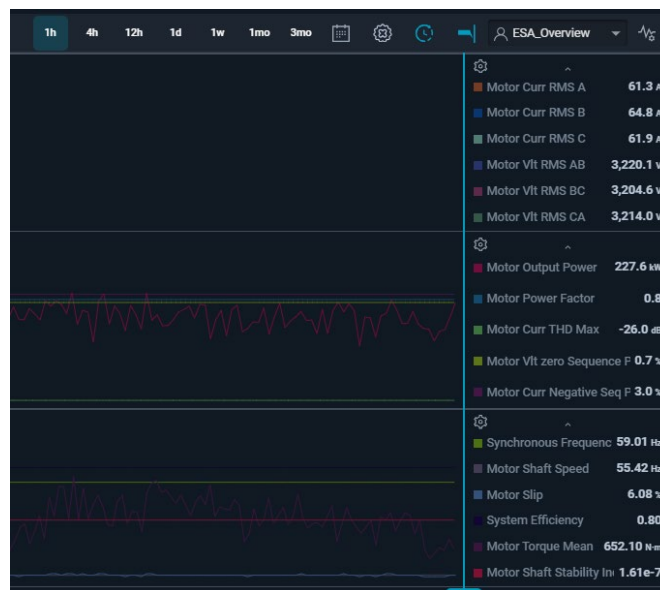 1h 4h 12h 1d 1w 1mo 3mo ESA_Overview
Motor Curr RMS A 61.3 A
Motor Curr RMS B 64.8 A
Motor Curr RMS C 61.9 A
Motor Vlt RMS AB 3,220.1 V
Motor Vlt RMS BC 3,204.6 V
Motor Vlt RMS CA 3,214.0 V
Motor Output Power 227.6 kW
Motor Power Factor 0.8
Motor Curr THD Max -26.0 dB
Motor Vlt zero Sequence P 0.7 %
Motor Curr Negative Seq P 3.0 %
Synchronous Frequenc 59.01 Hz
Motor Shaft Speed 55.42 Hz
Motor Slip 6.08 %
System Efficiency 0.80
Motor Torque Mean 652.10 N-m
Motor Shaft Stability In 1.61e-7